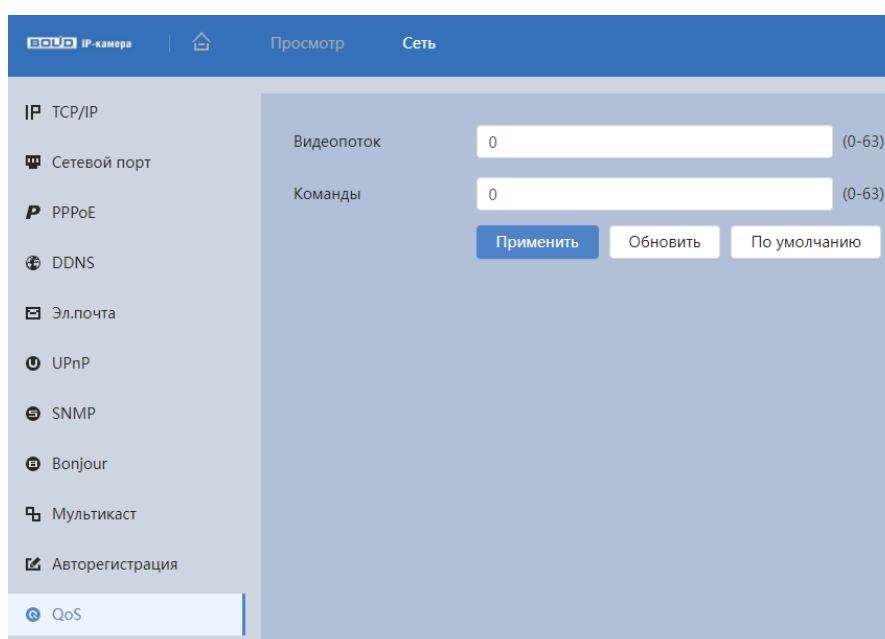 BOLID IP-камера Просмотр Сеть
TCP/IP
Сетевой порт
PPPoE
DDNS
Эл.почта
UPnP
SNMP
Bonjour
Мультикаст
Авторегистрация
QoS
Видеопоток 0 (0-63)
Команды 0 (0-63)
Применить Обновить По умолчанию